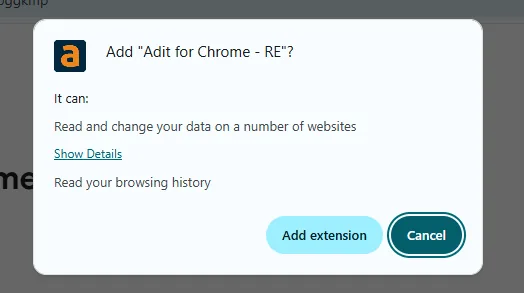 Add "Adit for Chrome - RE"?
It can:
Read and change your data on a number of websites
Show Details
Read your browsing history
Add extension
Cancel